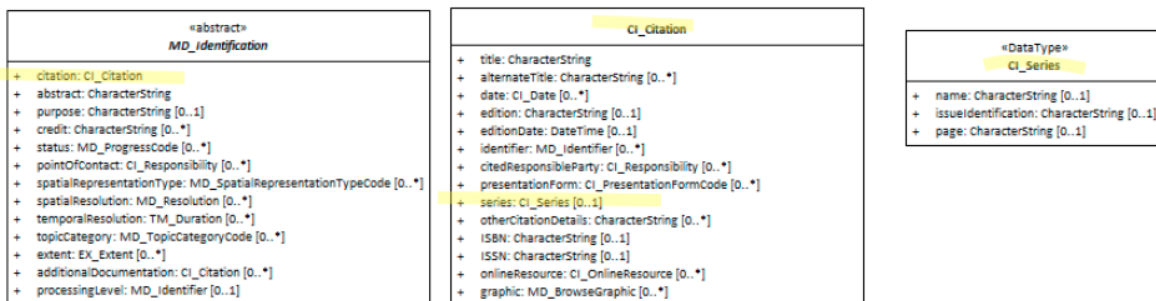 «abstract»
MD_Identification
+ citation: CI_Citation
+ abstract: CharacterString
+ purpose: CharacterString [0..1]
+ credit: CharacterString [0..*]
+ status: MD_ProgressCode [0..*]
+ pointOfContact: CI_Responsibility [0..*]
+ spatialRepresentationType: MD_SpatialRepresentationTypeCode [0..*]
+ spatialResolution: MD_Resolution [0..*]
+ temporalResolution: TM_Duration [0..*]
+ topicCategory: MD_TopicCategoryCode [0..*]
+ extent: EX_Extent [0..*]
+ additionalDocumentation: CI_Citation [0..*]
+ processingLevel: MD_Identifier [0..1]
CI_Citation
+ title: CharacterString
+ alternateTitle: CharacterString [0..*]
+ date: CI_Date [0..*]
+ edition: CharacterString [0..1]
+ editionDate: DateTime [0..1]
+ identifier: MD_Identifier [0..*]
+ citedResponsibleParty: CI_Responsibility [0..*]
+ presentationForm: CI_PresentationFormCode [0..*]
+ series: CI_Series [0..1]
+ otherCitationDetails: CharacterString [0..*]
+ ISBN: CharacterString [0..1]
+ ISSN: CharacterString [0..1]
+ onlineResource: CI_OnlineResource [0..*]
+ graphic: MD_BrowseGraphic [0..*]
«DataType»
CI_Series
+ name: CharacterString [0..1]
+ issueIdentification: CharacterString [0..1]
+ page: CharacterString [0..1]